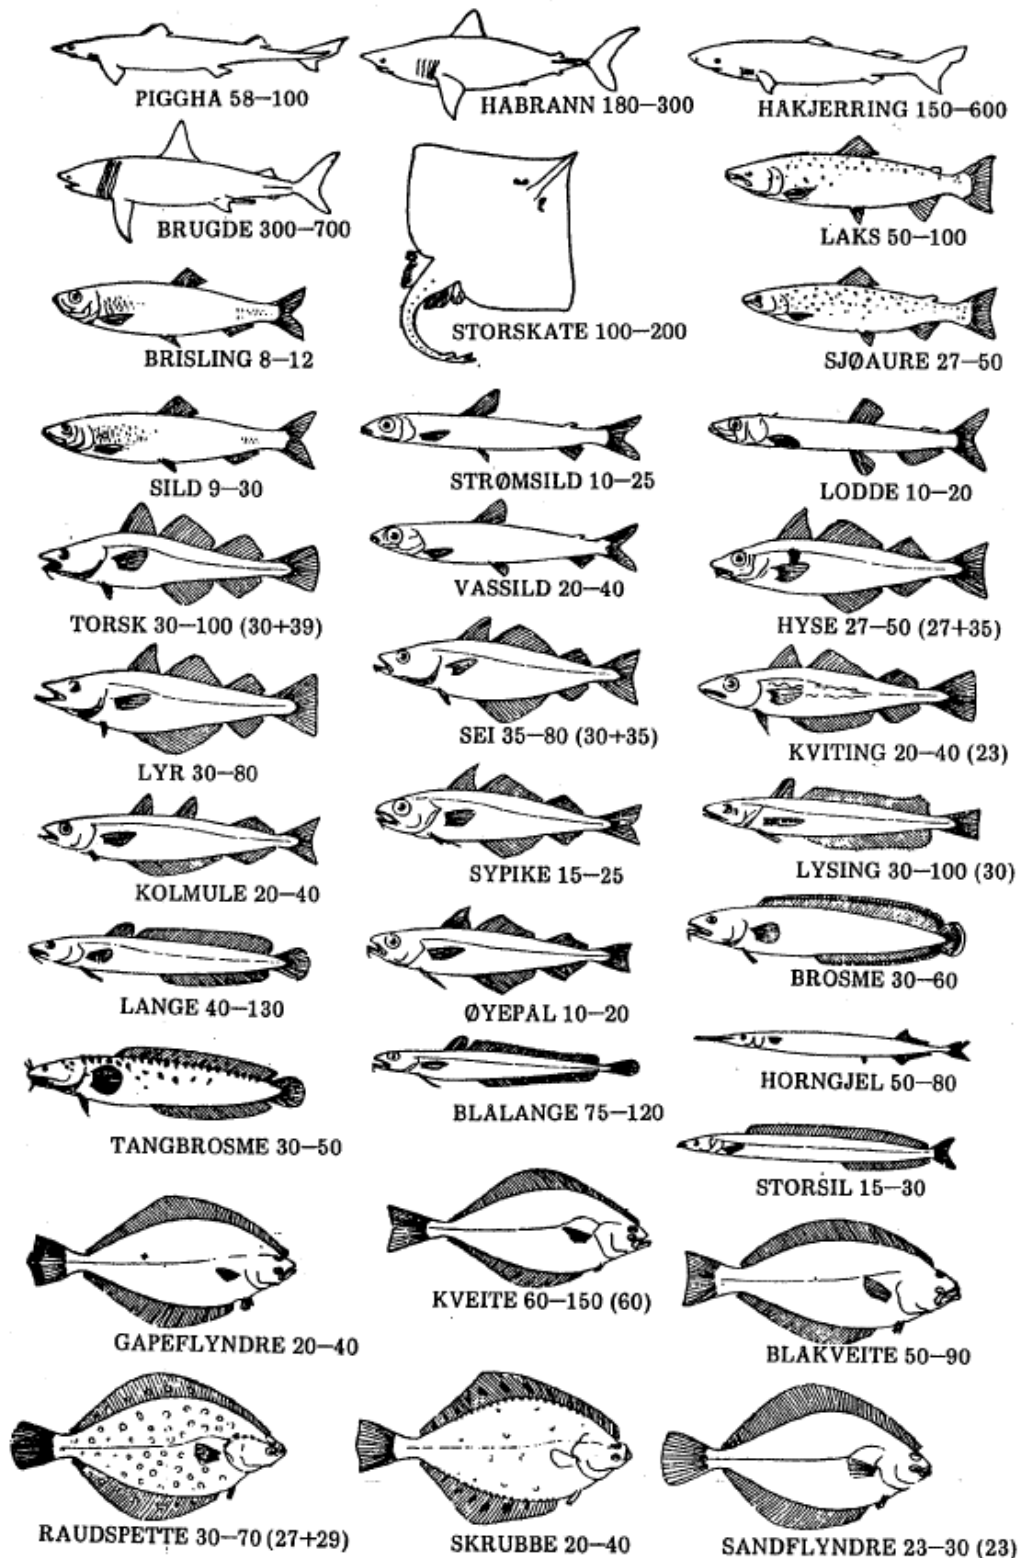 PIGGHA 58—100
HABRANN 180—300
HAKJERRING 150—600
BRUGDE 300—700
STORSKATE 100—200
LAKS 50—100
BRISLING 8—12
SJØAURE 27—50
SILD 9—30
STRØMSILD 10—25
LODDE 10—20
TORSK 30—100 (30+39)
VASSILD 20—40
HYSE 27—50 (27+35)
LYR 30—80
SEI 35—80 (30+35)
KVITING 20—40 (23)
KOLMULE 20—40
SYPIKE 15—25
LYSING 30—100 (30)
LANGE 40—130
ØYEPAL 10—20
BROSME 30—60
TANGBROSME 30—50
BLALANGE 75—120
HORNGJEL 50—80
STORSIL 15—30
GAPEFLYNDRE 20—40
KVEITE 60—150 (60)
BLAKVEITE 50—90
RAUDSPETTE 30—70 (27+29)
SKRUBBE 20—40
SANDFLYNDRE 23—30 (23)